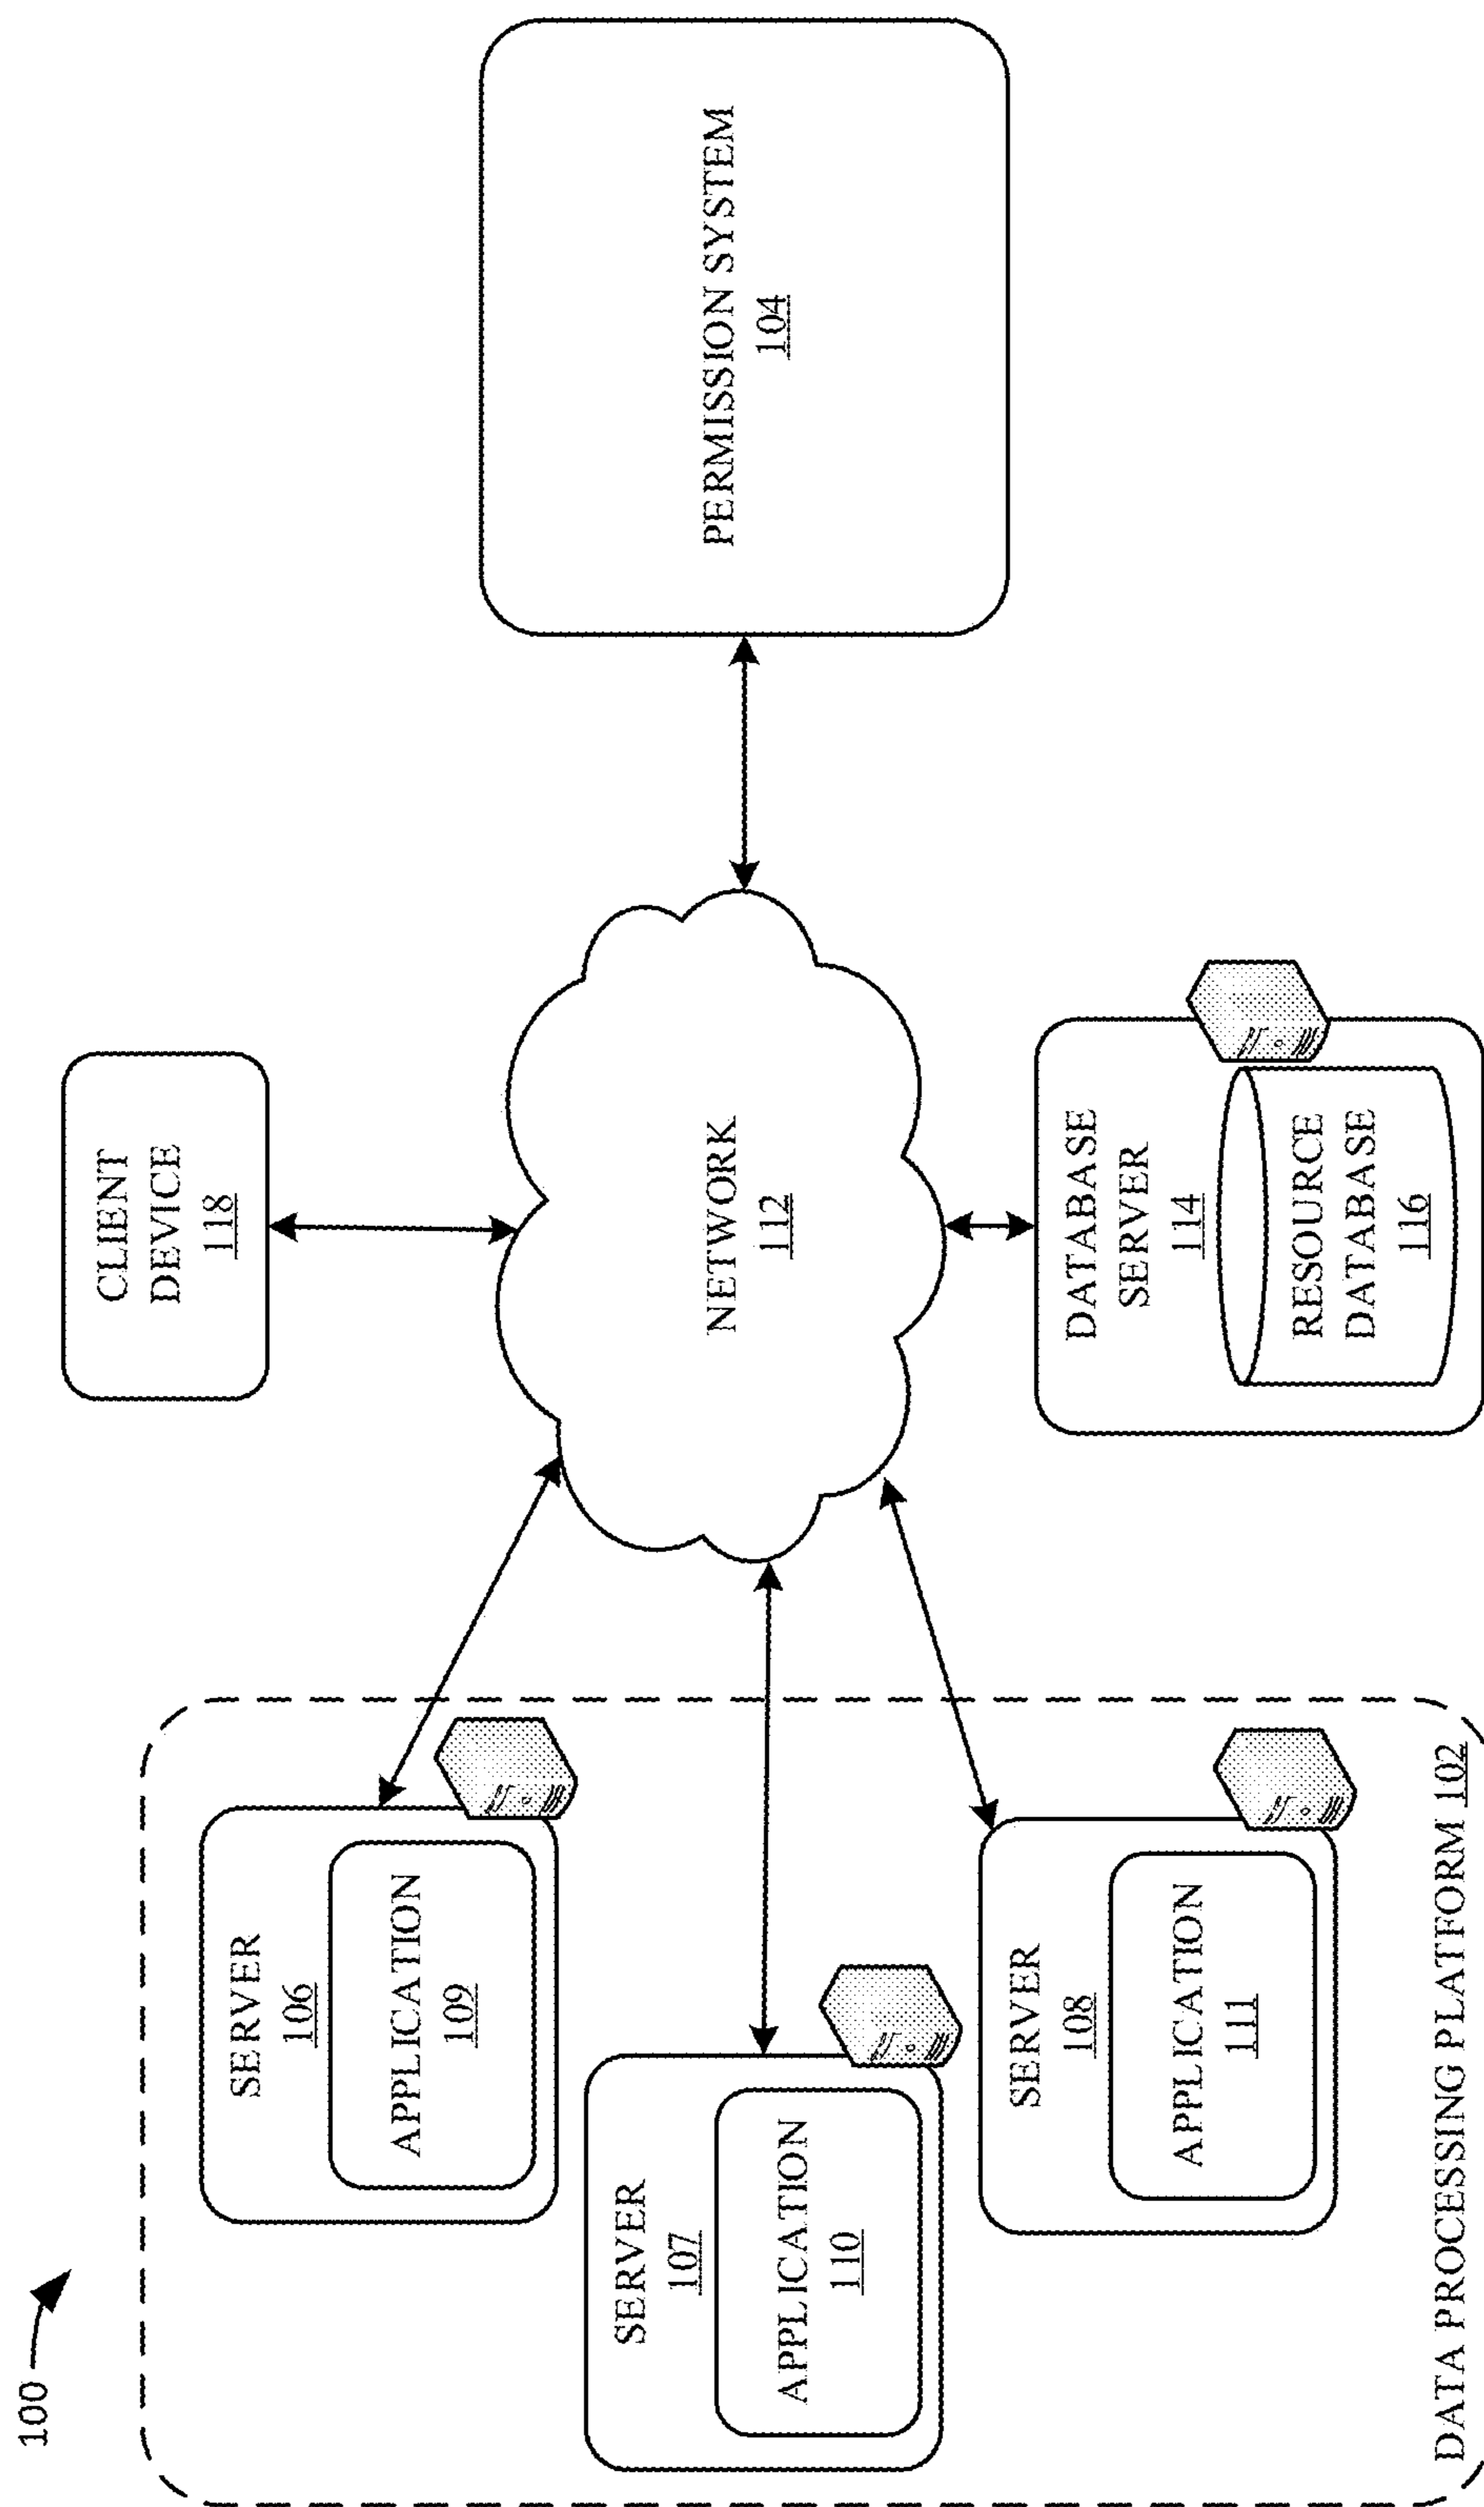 100
CLIENT
DEVICE
118
SERVER
106
APPLICATION
109
SERVER
107
APPLICATION
110
SERVER
108
APPLICATION
111
DATA PROCESSING PLATFORM 102
NETWORK
112
DATABASE
SERVER
114
RESOURCE
DATABASE
116
PERMISSION SYSTEM
104